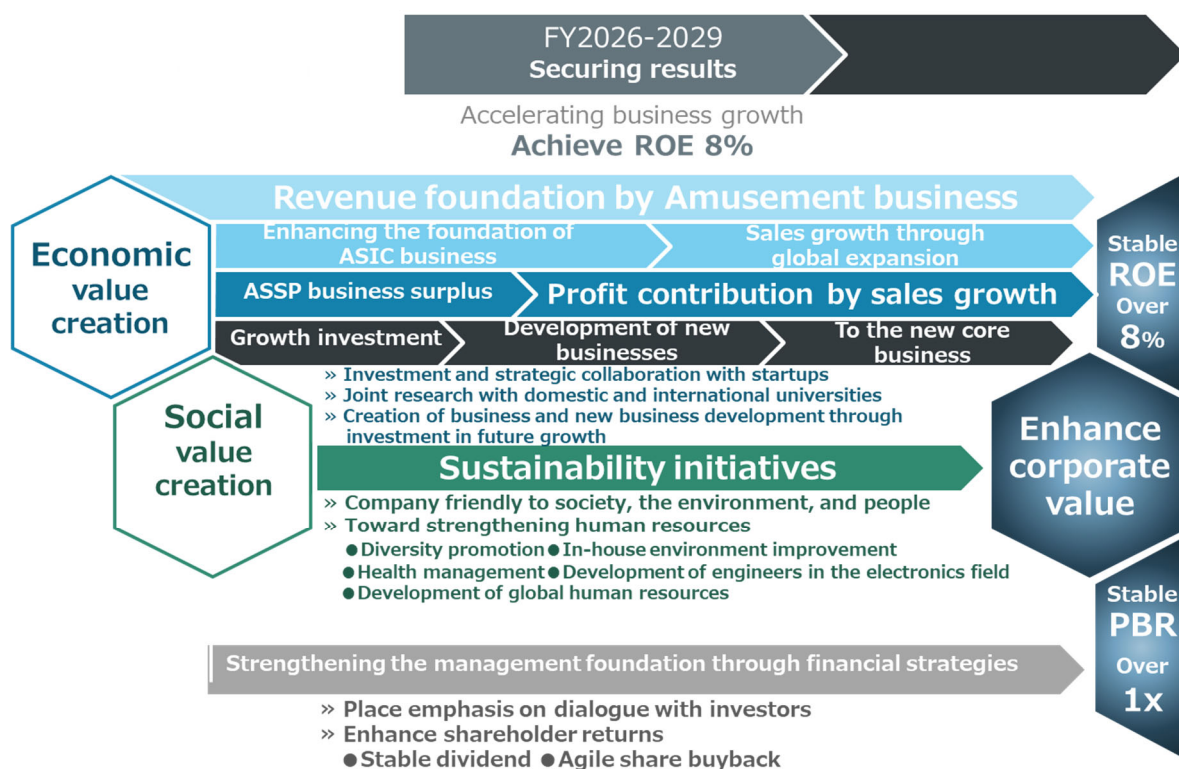 FY2026-2029
Securing results
Accelerating business growth
Achieve ROE 8%
Economic
value
creation
Revenue foundation by Amusement business
Enhancing the foundation of
ASIC business
Sales growth through
global expansion
ASSP business surplus
Profit contribution by sales growth
Growth investment
Development of new
businesses
To the new core
business
Stable
ROE
Over
8%
» Investment and strategic collaboration with startups
» Joint research with domestic and international universities
» Creation of business and new business development through
investment in future growth
Social
value
creation
Sustainability initiatives
» Company friendly to society, the environment, and people
» Toward strengthening human resources
●Diversity promotion ●In-house environment improvement
●Health management ●Development of engineers in the electronics field
●Development of global human resources
Enhance
corporate
value
Stable
PBR
Over
1x
Strengthening the management foundation through financial strategies
» Place emphasis on dialogue with investors
» Enhance shareholder returns
●Stable dividend ●Agile share buyback